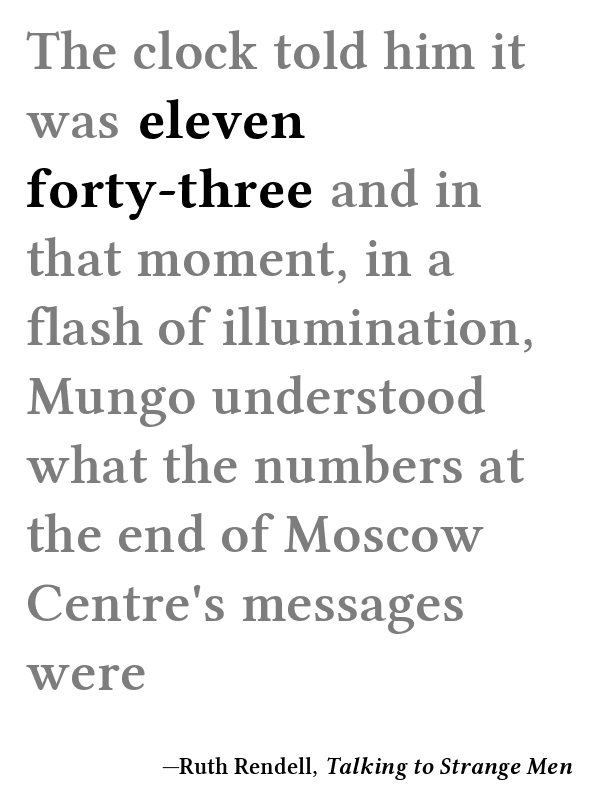 The clock told him it
was eleven
forty-three and in
that moment, in a
flash of illumination,
Mungo understood
what the numbers at
the end of Moscow
Centre's messages
were
—Ruth Rendell, Talking to Strange Men